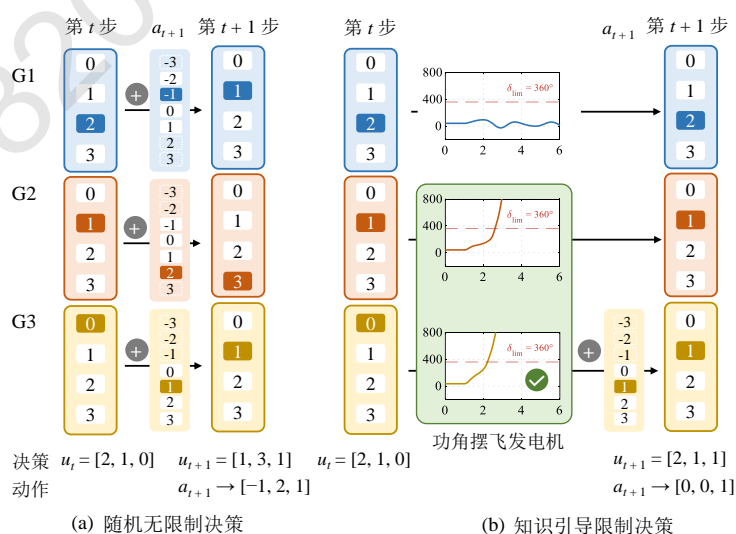 第 t 步 a_{t+1} 第 t + 1 步 第 t 步 a_{t+1} 第 t + 1 步
G1
0 1 2 3
-3 -2 -1 0 1 2 3
0 1 2 3
0 1 2 3
800 400 0
δ_lim = 360°
0 2 4 6
0 1 2 3
G2
0 1 2 3
-3 -2 -1 0 1 2 3
0 1 2 3
0 1 2 3
800 400 0
δ_lim = 360°
0 2 4 6
0 1 2 3
G3
0 1 2 3
-3 -2 -1 0 1 2 3
0 1 2 3
0 1 2 3
800 400 0
δ_lim = 360°
0 2 4 6
-3 -2 -1 0 1 2 3
0 1 2 3
功角摆飞发电机
决策 u_t = [2, 1, 0] u_{t+1} = [1, 3, 1] u_t = [2, 1, 0] u_{t+1} = [2, 1, 1]
动作 a_{t+1} → [−1, 2, 1] a_{t+1} → [0, 0, 1]
(a) 随机无限制决策 (b) 知识引导限制决策